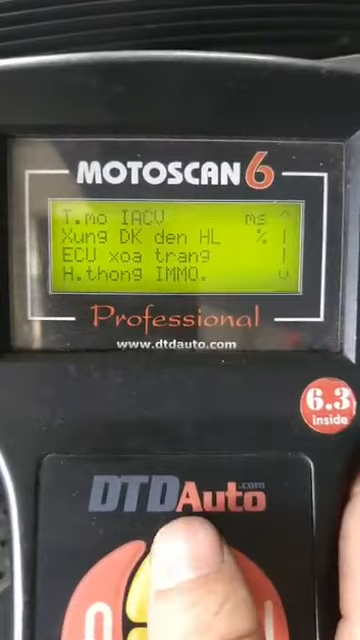 MOTOSCAN 6
T.mo IACV ms ^
Xung DK den HL % |
ECU xoa trang |
H.thong IMMO. v
Professional
www.dtdauto.com
6.3
inside
DTDAuto.com